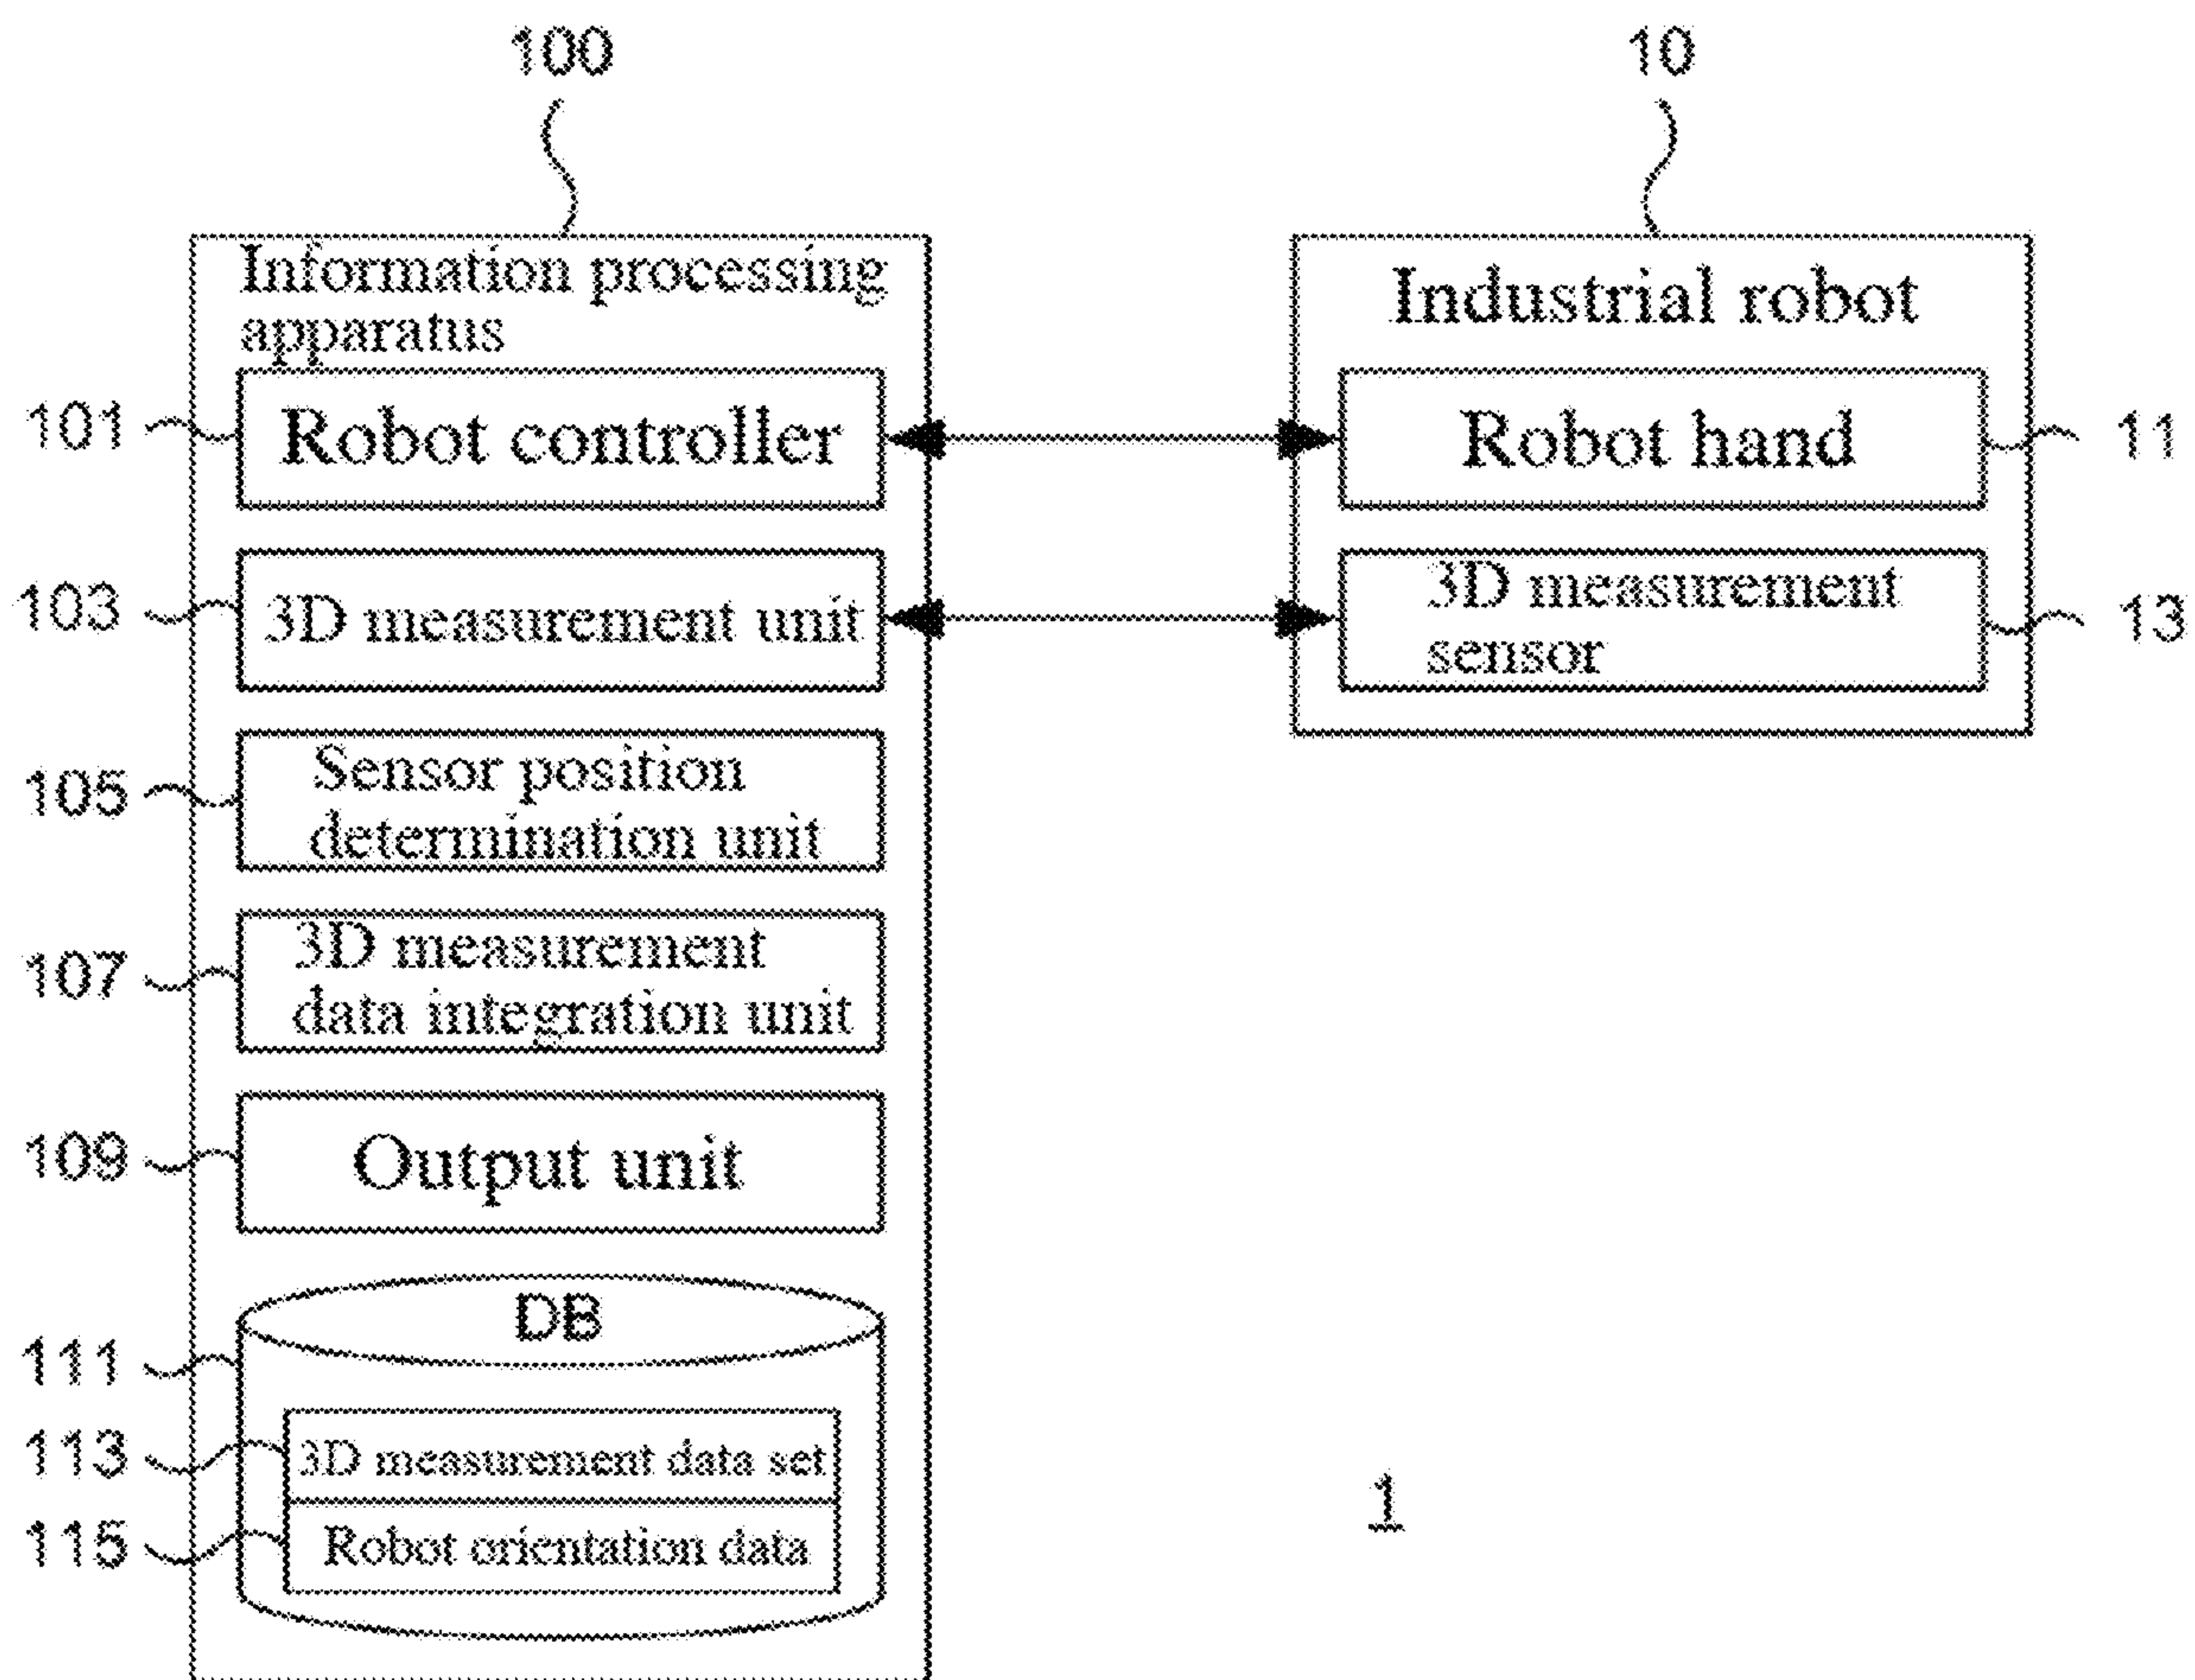 100
10
Information processing
apparatus
Industrial robot
101
Robot controller
Robot hand
11
103
3D measurement unit
3D measurement
sensor
13
105
Sensor position
determination unit
107
3D measurement
data integration unit
109
Output unit
DB
111
113
3D measurement data set
115
Robot orientation data
1